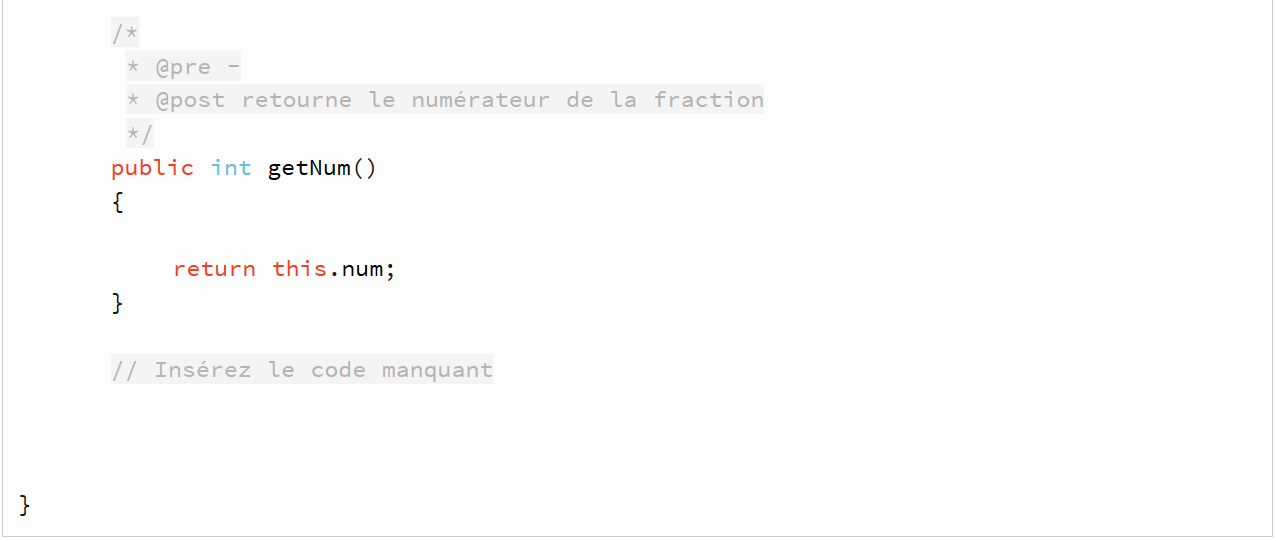 /*
* @pre -
* @post retourne le numérateur de la fraction
*/
public int getNum()
{
return this.num;
}
// Insérez le code manquant
}